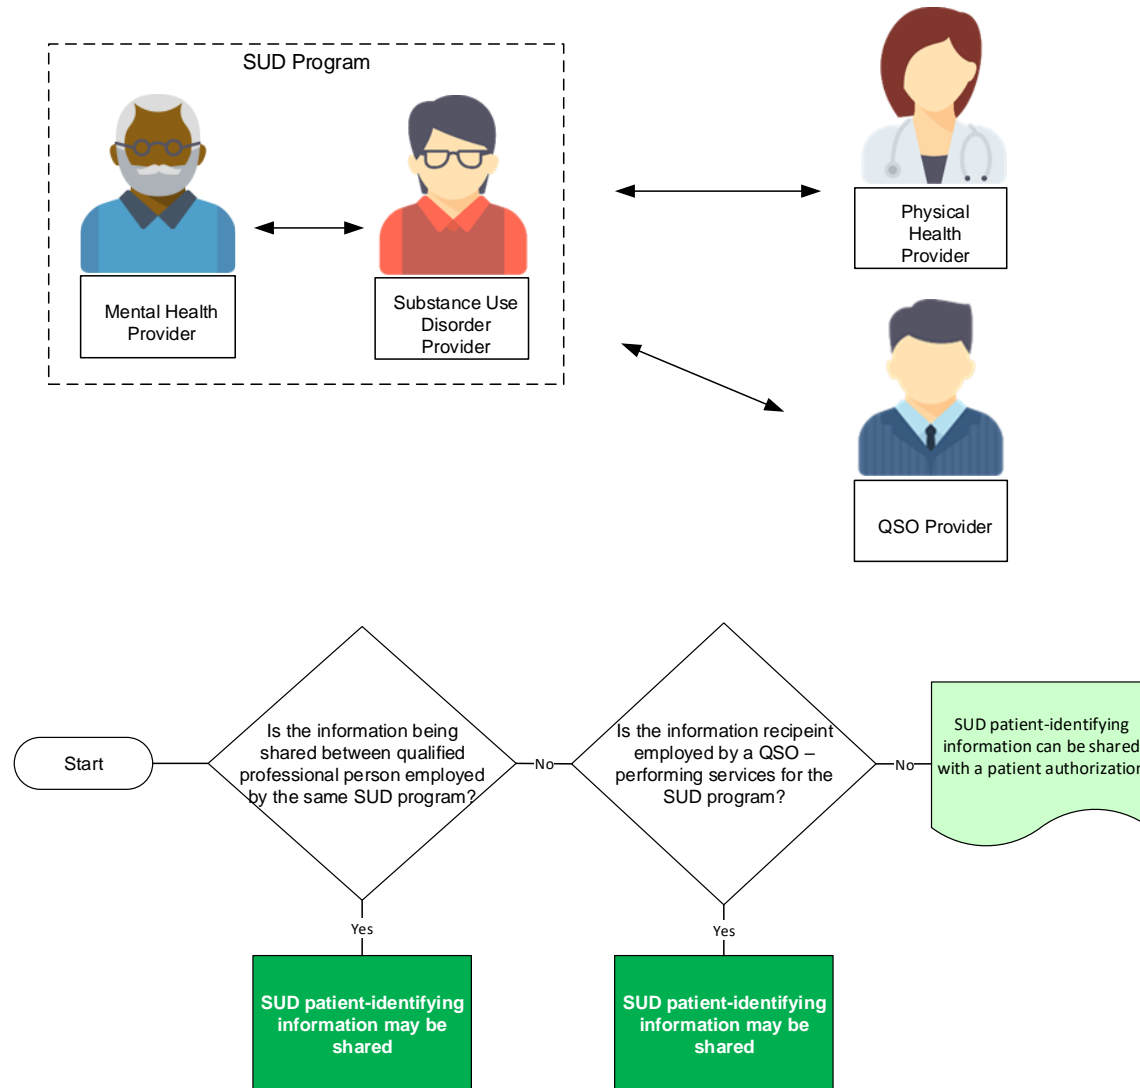 SUD Program
Mental Health
Provider
Substance Use
Disorder
Provider
Physical
Health
Provider
QSO Provider
Start
Is the information being
shared between qualified
professional person employed
by the same SUD program?
No
Is the information recipeint
employed by a QSO –
performing services for the
SUD program?
No
SUD patient-identifying
information can be shared
with a patient authorization
Yes
Yes
SUD patient-identifying
information may be
shared
SUD patient-identifying
information may be
shared